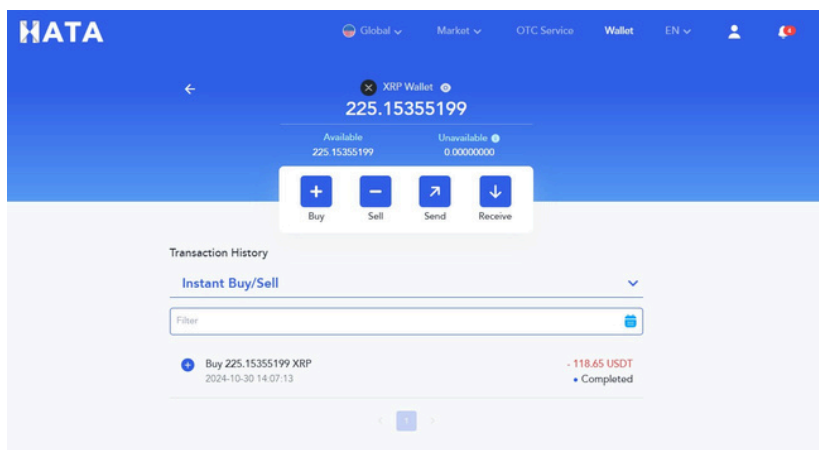 HATA
Global Market OTC Service Wallet EN
XRP Wallet
225.15355199
Available Unavailable
225.15355199 0.00000000
Buy Sell Send Receive
Transaction History
Instant Buy/Sell
Filter
Buy 225.15355199 XRP - 118.65 USDT
2024-10-30 14:07:13 • Completed
< 1 >